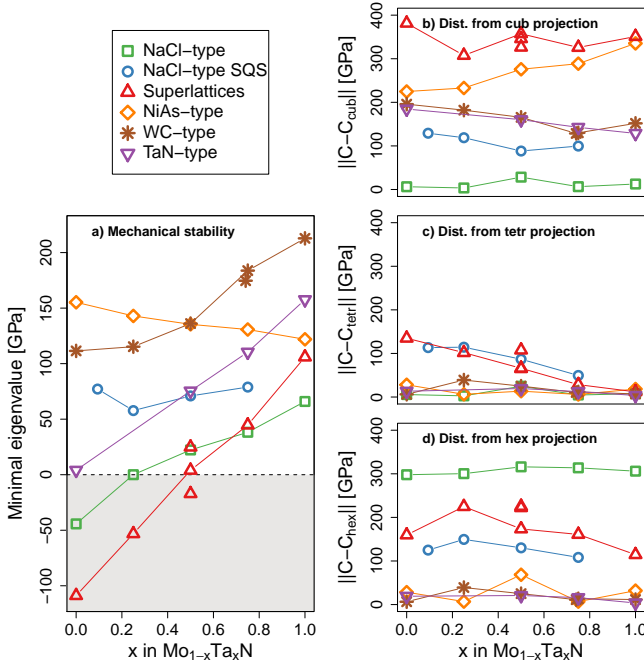 NaCl−type
NaCl−type SQS
Superlattices
NiAs−type
WC−type
TaN−type
a) Mechanical stability
Minimal eigenvalue [GPa]
200
150
100
50
0
−50
−100
0.0 0.2 0.4 0.6 0.8 1.0
x in Mo1−xTaxN
b) Dist. from cub projection
||C−Ccub|| [GPa]
400
300
200
100
0
c) Dist. from tetr projection
||C−Ctetr|| [GPa]
400
300
200
100
0
d) Dist. from hex projection
||C−Chex|| [GPa]
400
300
200
100
0
0.0 0.2 0.4 0.6 0.8 1.0
x in Mo1−xTaxN